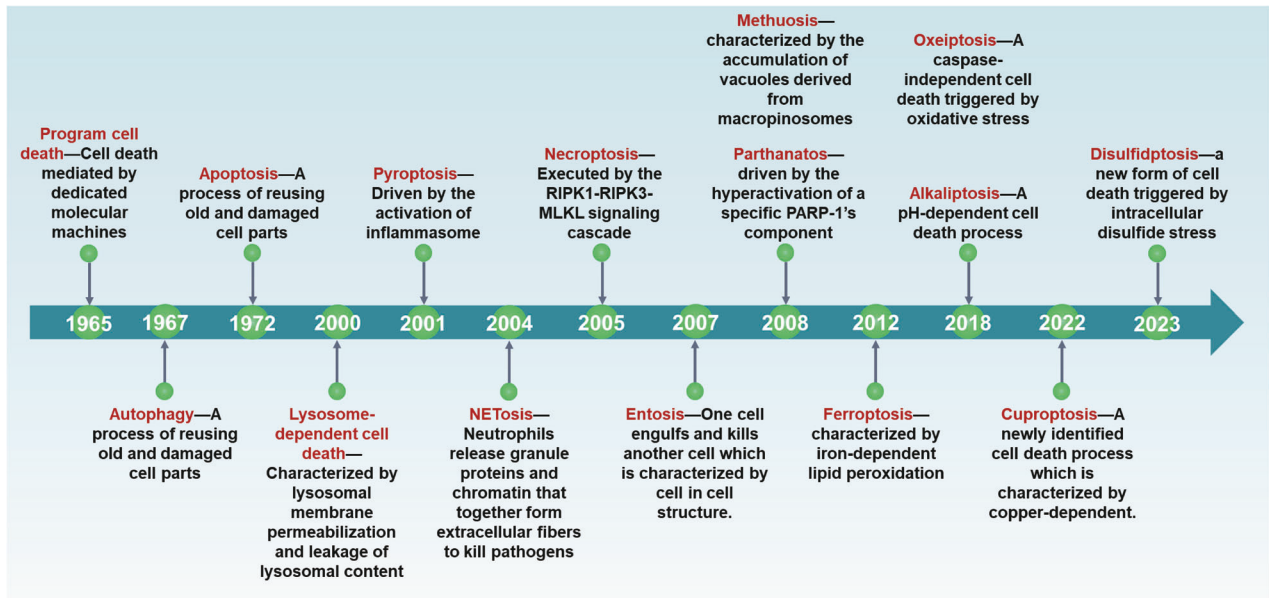 Program cell
death—Cell death
mediated by
dedicated
molecular
machines
Apoptosis—A
process of reusing
old and damaged
cell parts
Pyroptosis—
Driven by the
activation of
inflammasome
Necroptosis—
Executed by the
RIPK1-RIPK3-
MLKL signaling
cascade
Methuosis—
characterized by the
accumulation of
vacuoles derived
from
macropinosomes
Parthanatos—
driven by the
hyperactivation of a
specific PARP-1's
component
Oxeiptosis—A
caspase-
independent cell
death triggered by
oxidative stress
Alkaliptosis—A
pH-dependent cell
death process
Disulfidptosis—a
new form of cell
death triggered by
intracellular
disulfide stress
1965 1967 1972 2000 2001 2004 2005 2007 2008 2012 2018 2022 2023
Autophagy—A
process of reusing
old and damaged
cell parts
Lysosome-
dependent cell
death—
Characterized by
lysosomal
membrane
permeabilization
and leakage of
lysosomal content
NETosis—
Neutrophils
release granule
proteins and
chromatin that
together form
extracellular fibers
to kill pathogens
Entosis—One cell
engulfs and kills
another cell which
is characterized by
cell in cell
structure.
Ferroptosis—
characterized by
iron-dependent
lipid peroxidation
Cuproptosis—A
newly identified
cell death process
which is
characterized by
copper-dependent.